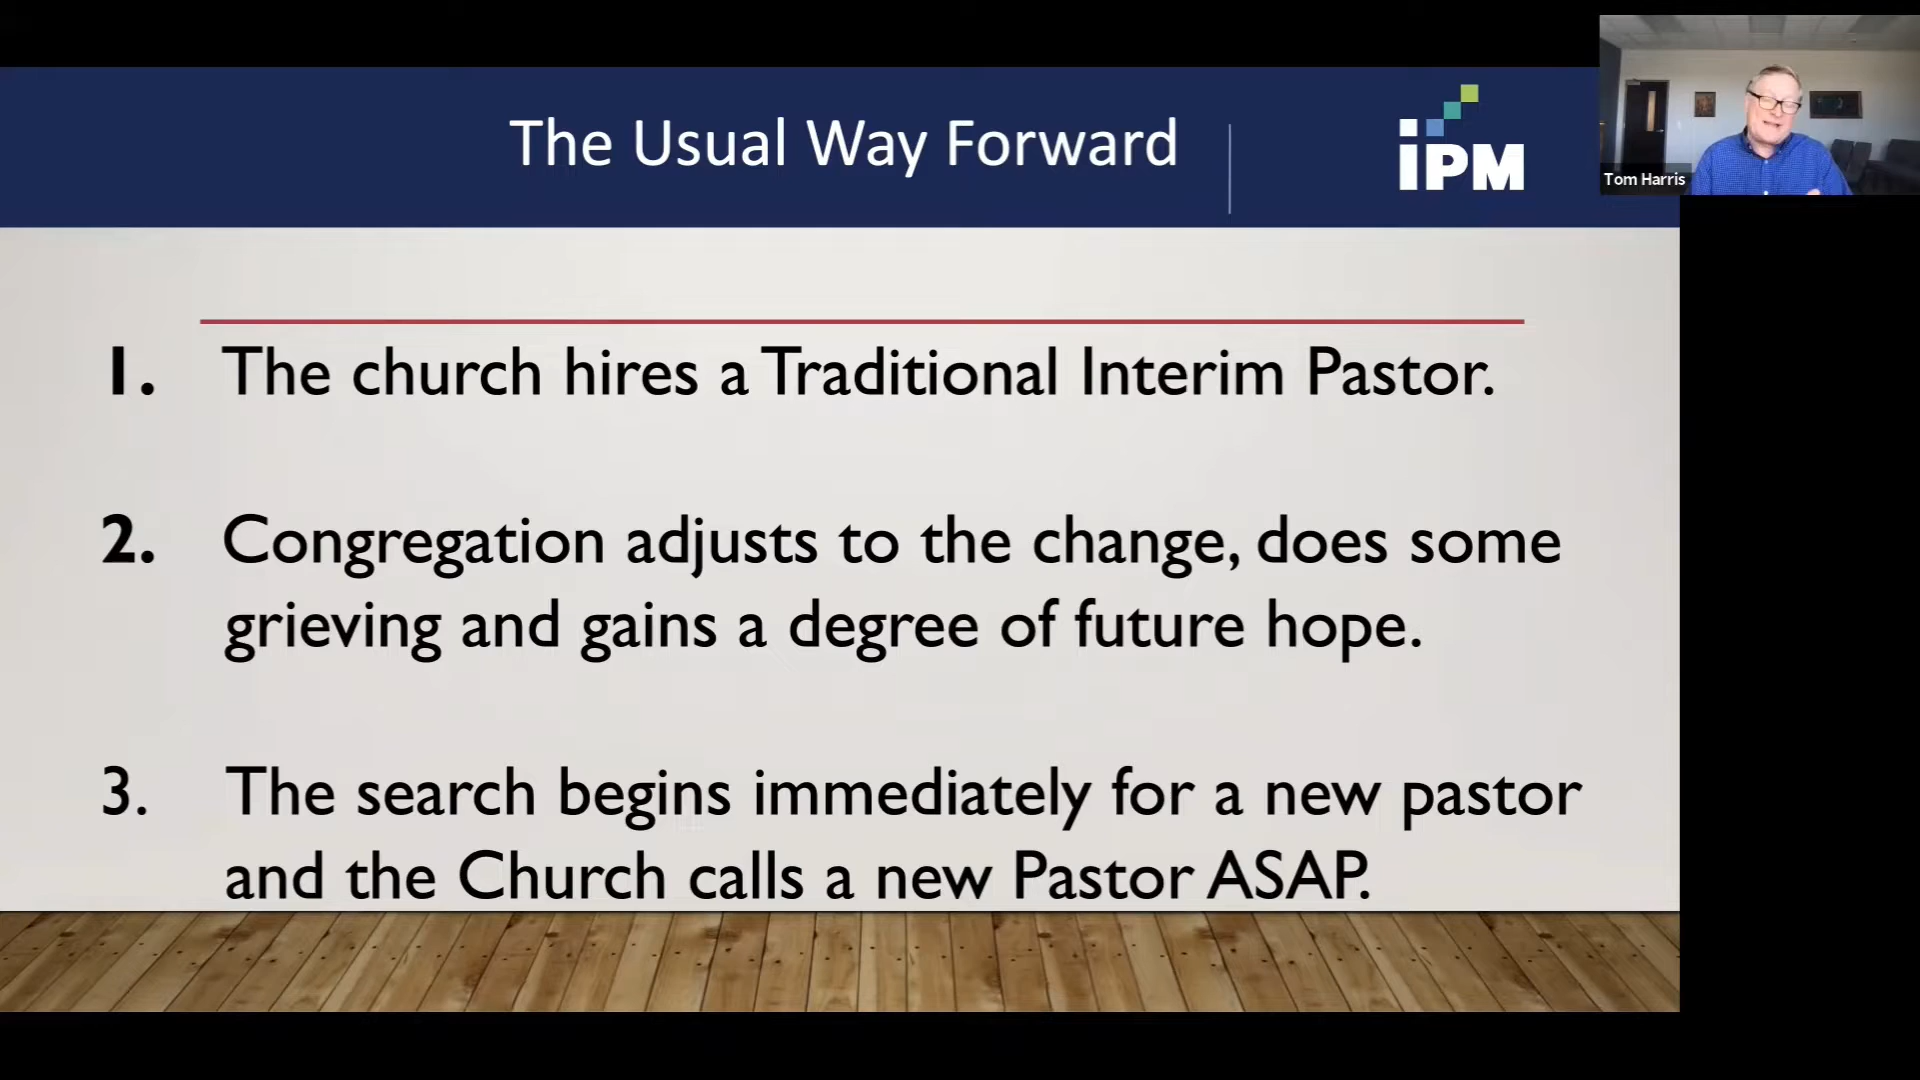 The Usual Way Forward
iPM
Tom Harris
1. The church hires a Traditional Interim Pastor.
2. Congregation adjusts to the change, does some
grieving and gains a degree of future hope.
3. The search begins immediately for a new pastor
and the Church calls a new Pastor ASAP.